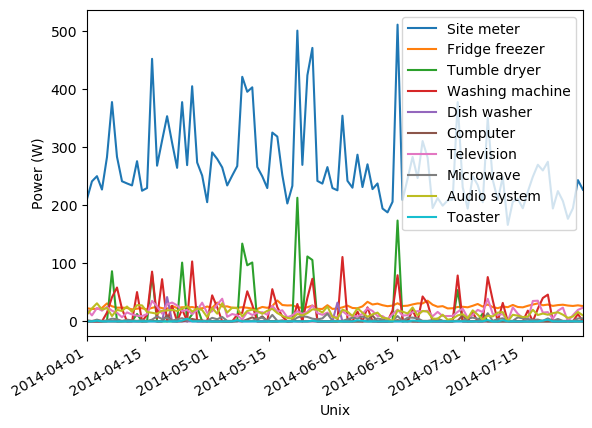 500
400
300
200
100
0
Power (W)
Site meter
Fridge freezer
Tumble dryer
Washing machine
Dish washer
Computer
Television
Microwave
Audio system
Toaster
2014-04-01
2014-04-15
2014-05-01
2014-05-15
2014-06-01
2014-06-15
2014-07-01
2014-07-15
Unix